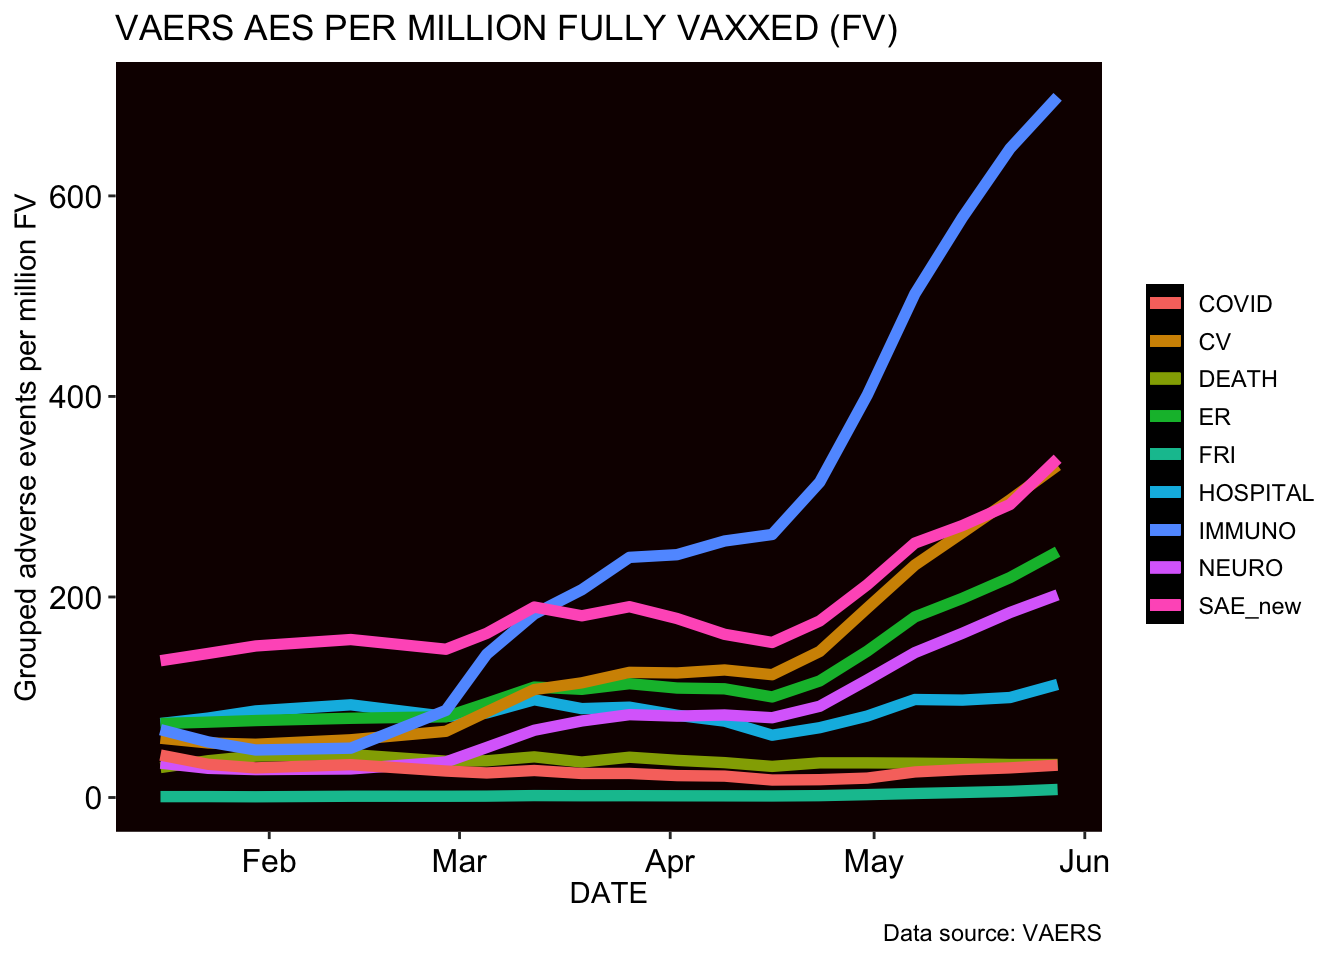 VAERS AES PER MILLION FULLY VAXXED (FV)
Grouped adverse events per million FV
600
400
200
0
Feb Mar Apr May Jun
DATE
COVID
CV
DEATH
ER
FRI
HOSPITAL
IMMUNO
NEURO
SAE_new
Data source: VAERS